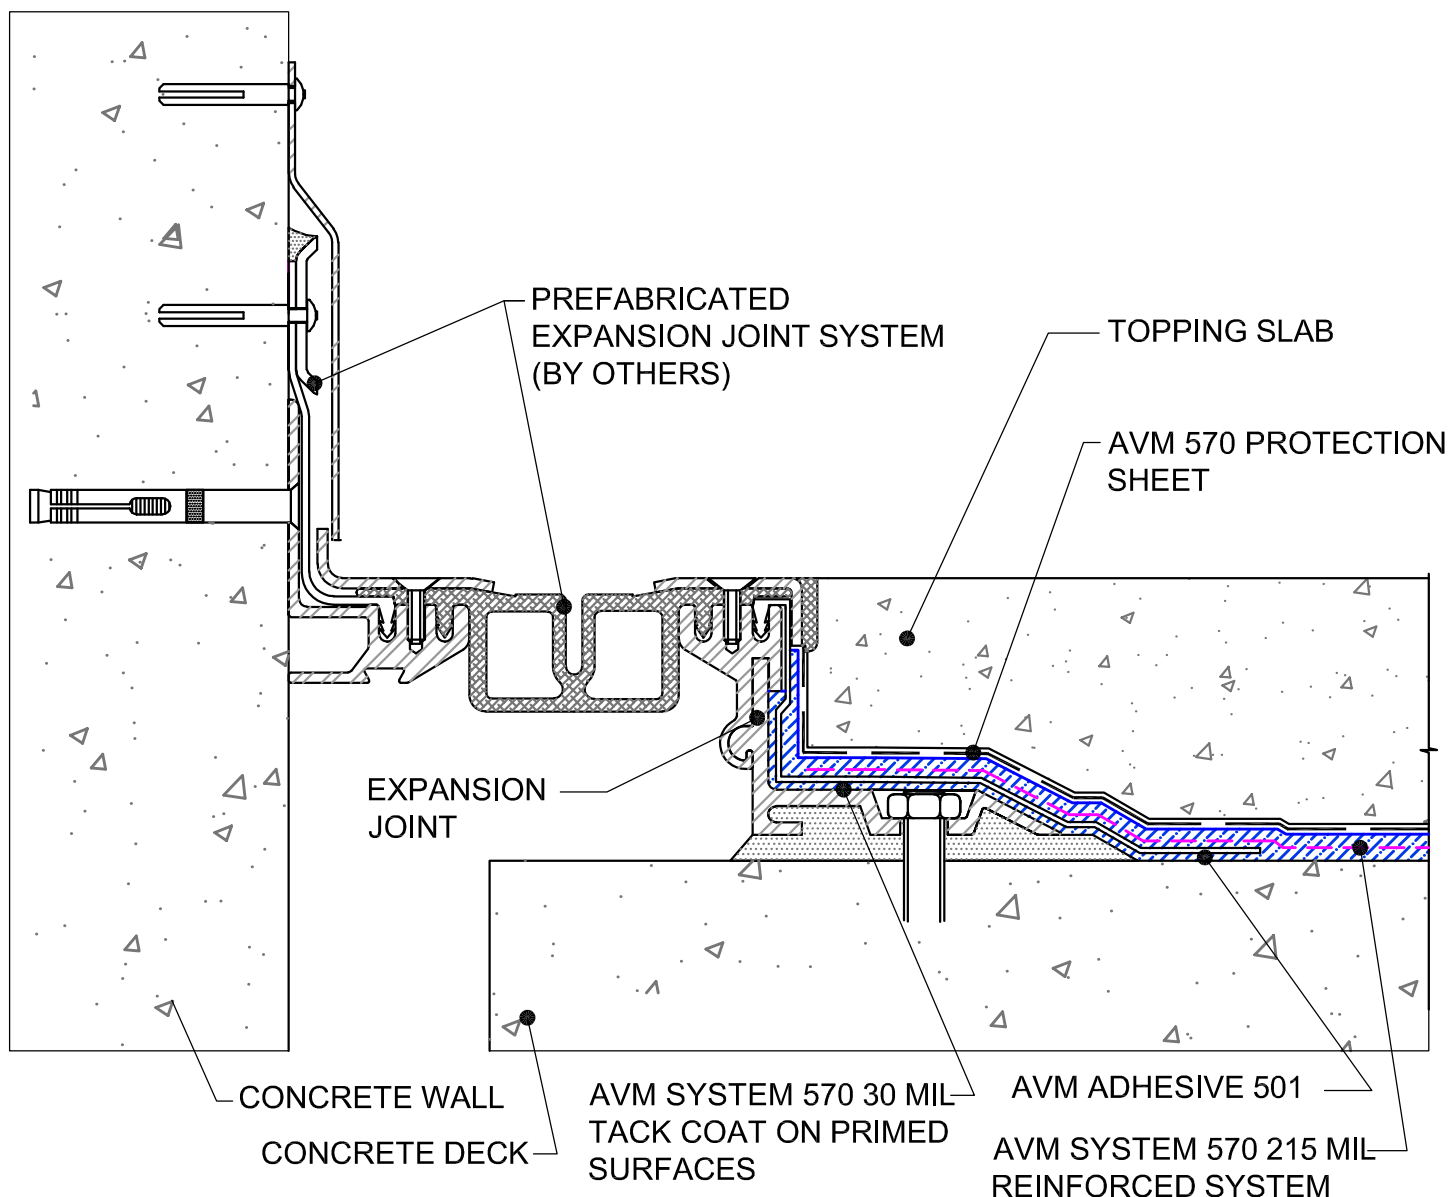 PREFABRICATED
EXPANSION JOINT SYSTEM
(BY OTHERS)
TOPPING SLAB
AVM 570 PROTECTION
SHEET
EXPANSION
JOINT
CONCRETE WALL
CONCRETE DECK
AVM SYSTEM 570 30 MIL
TACK COAT ON PRIMED
SURFACES
AVM ADHESIVE 501
AVM SYSTEM 570 215 MIL
REINFORCED SYSTEM